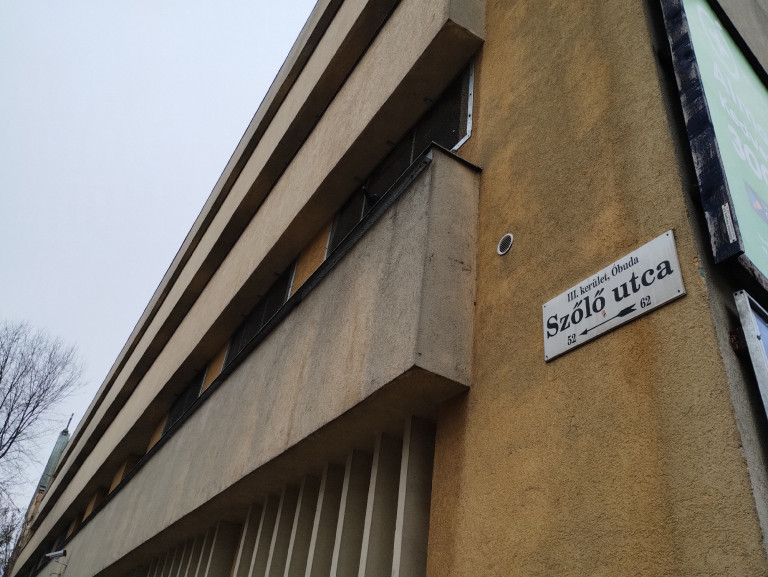 III. kerület, Óbuda
Szőlő utca
52 62